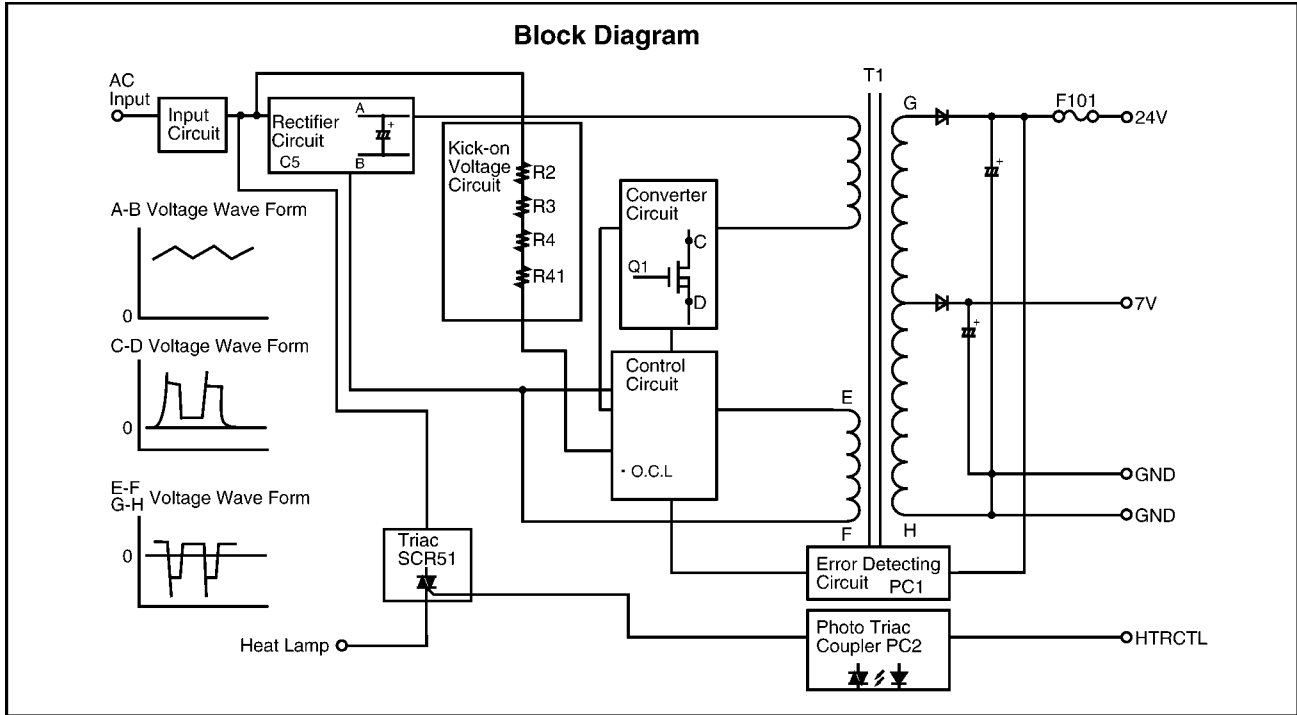 Block Diagram
AC
Input
Input
Circuit
Rectifier
Circuit
C5
A
+
B
Kick-on
Voltage
Circuit
R2
R3
R4
R41
Converter
Circuit
C
Q1
D
Control
Circuit
- O.C.L
T1
G
F101
24V
+
7V
+
E
F
H
GND
GND
A-B Voltage Wave Form
0
C-D Voltage Wave Form
0
E-F
G-H Voltage Wave Form
0
Triac
SCR51
Heat Lamp
Error Detecting
Circuit PC1
Photo Triac
Coupler PC2
HTRCTL